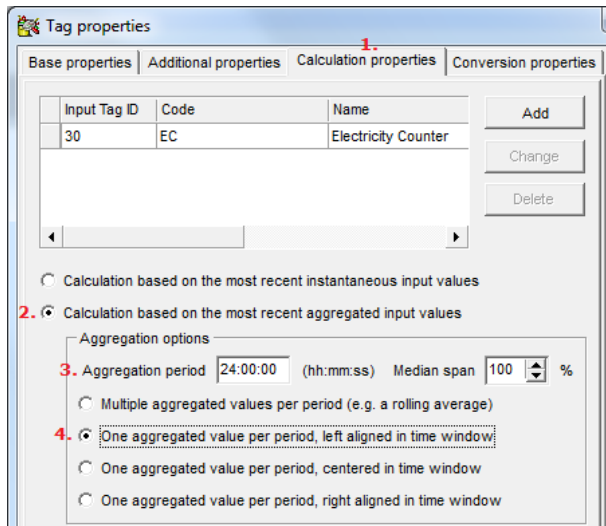 Tag properties
1.
Base properties Additional properties Calculation properties Conversion properties
Input Tag ID Code Name
30 EC Electricity Counter
Add
Change
Delete
Calculation based on the most recent instantaneous input values
2. Calculation based on the most recent aggregated input values
Aggregation options
3. Aggregation period 24:00:00 (hh:mm:ss) Median span 100 %
Multiple aggregated values per period (e.g. a rolling average)
4. One aggregated value per period, left aligned in time window
One aggregated value per period, centered in time window
One aggregated value per period, right aligned in time window